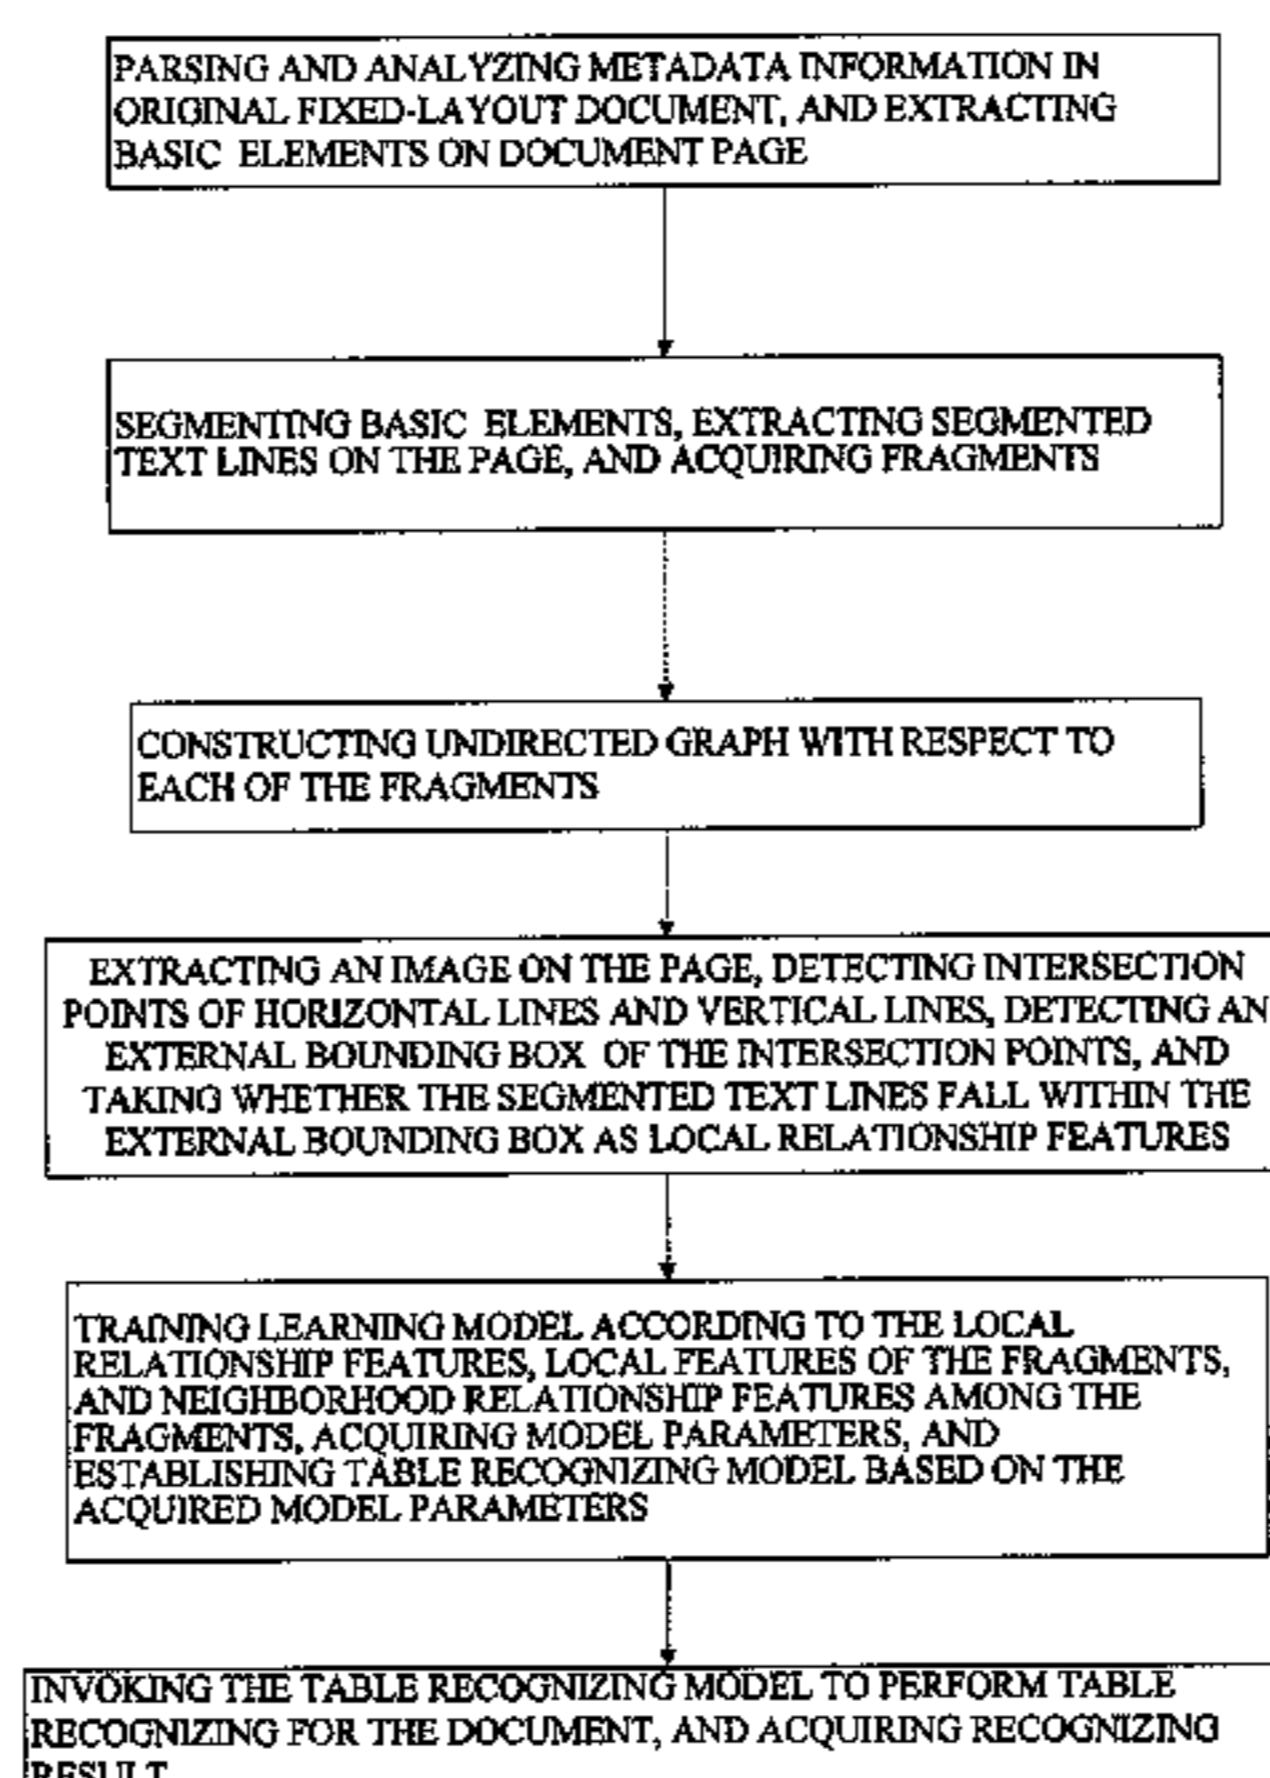 PARSING AND ANALYZING METADATA INFORMATION IN
ORIGINAL FIXED-LAYOUT DOCUMENT, AND EXTRACTING
BASIC ELEMENTS ON DOCUMENT PAGE
SEGMENTING BASIC ELEMENTS, EXTRACTING SEGMENTED
TEXT LINES ON THE PAGE, AND ACQUIRING FRAGMENTS
CONSTRUCTING UNDIRECTED GRAPH WITH RESPECT TO
EACH OF THE FRAGMENTS
EXTRACTING AN IMAGE ON THE PAGE, DETECTING INTERSECTION
POINTS OF HORIZONTAL LINES AND VERTICAL LINES, DETECTING AN
EXTERNAL BOUNDING BOX OF THE INTERSECTION POINTS, AND
TAKING WHETHER THE SEGMENTED TEXT LINES FALL WITHIN THE
EXTERNAL BOUNDING BOX AS LOCAL RELATIONSHIP FEATURES
TRAINING LEARNING MODEL ACCORDING TO THE LOCAL
RELATIONSHIP FEATURES, LOCAL FEATURES OF THE FRAGMENTS,
AND NEIGHBORHOOD RELATIONSHIP FEATURES AMONG THE
FRAGMENTS, ACQUIRING MODEL PARAMETERS, AND
ESTABLISHING TABLE RECOGNIZING MODEL BASED ON THE
ACQUIRED MODEL PARAMETERS
INVOKING THE TABLE RECOGNIZING MODEL TO PERFORM TABLE
RECOGNIZING FOR THE DOCUMENT, AND ACQUIRING RECOGNIZING
RESULT